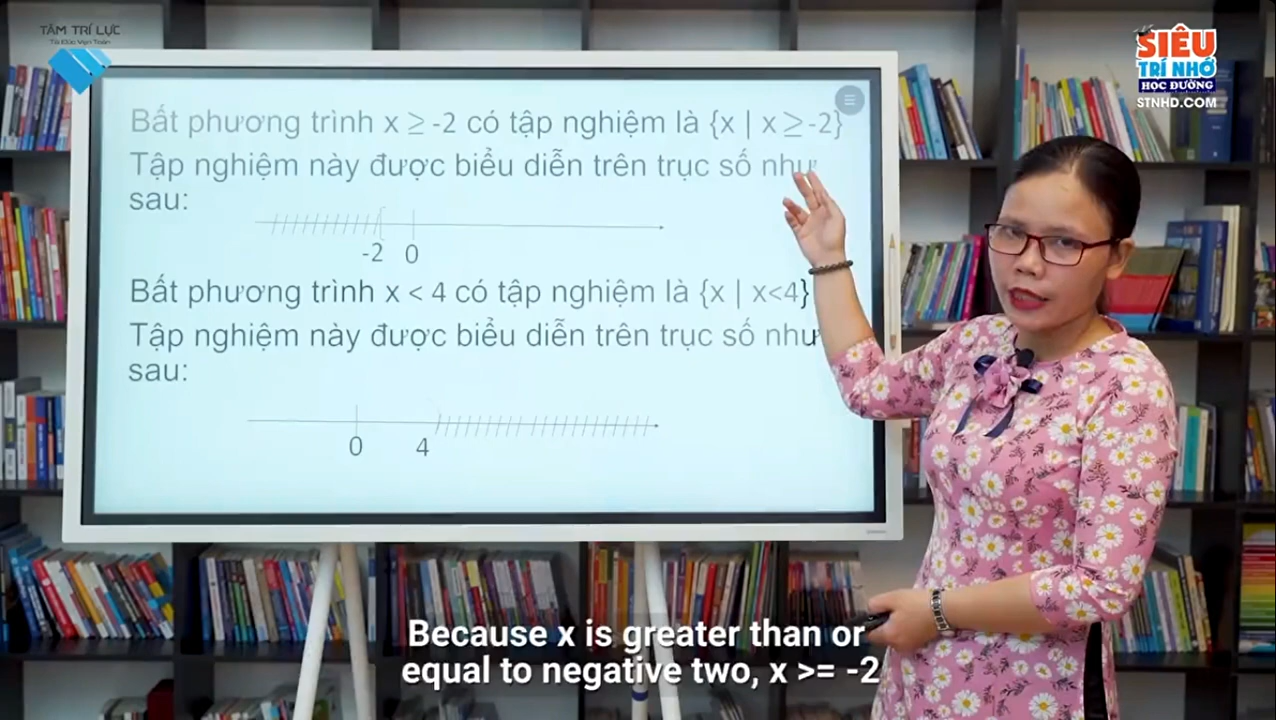 TÂM TRÍ LỰC
SIÊU
TRÍ NHỚ
HỌC ĐƯỜNG
STNHD.COM
Bất phương trình x ≥ -2 có tập nghiệm là {x | x ≥ -2}
Tập nghiệm này được biểu diễn trên trục số như
sau:
-2 0
Bất phương trình x < 4 có tập nghiệm là {x | x<4}
Tập nghiệm này được biểu diễn trên trục số như
sau:
0 4
Because x is greater than or
equal to negative two, x >= -2